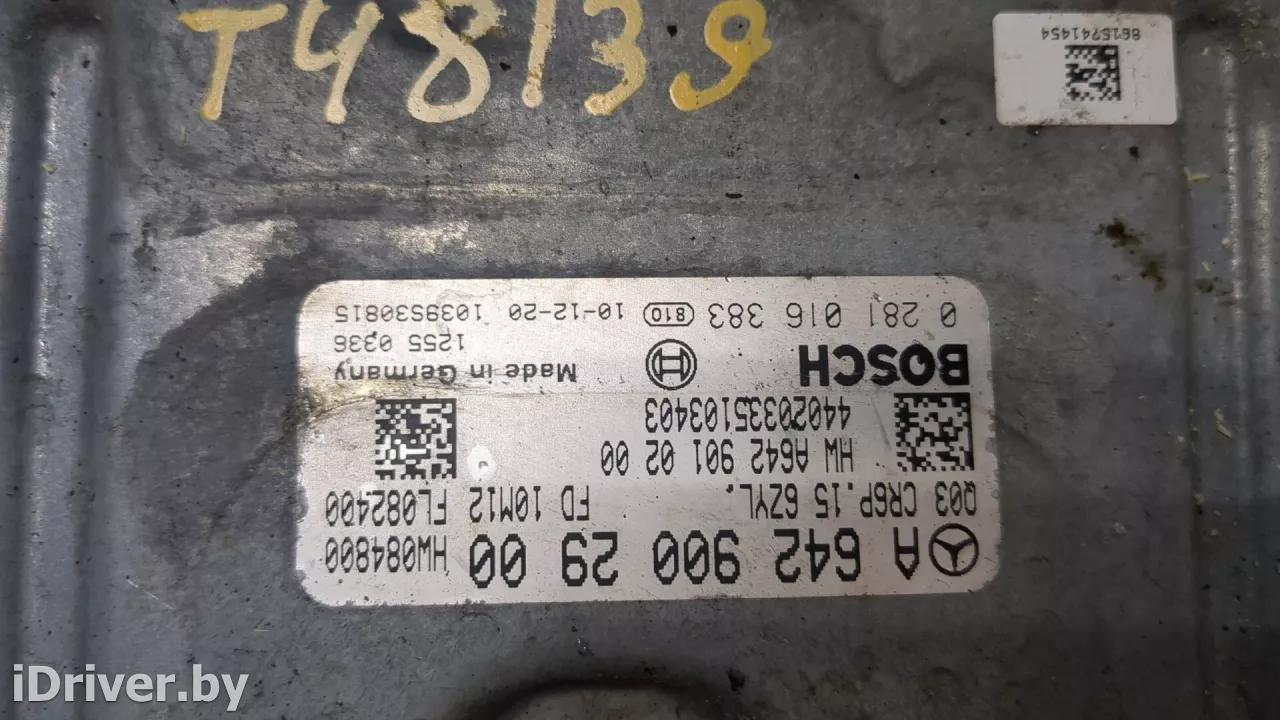 T48139
8615741454
A 642 900 29 00 HW084800
Q03 CR6P.15 6ZYL. FD 10M12 FL082400
HW A642 901 02 00
44020335103403
BOSCH Made in Germany
1255 0336
0 281 016 383 810 10-12-20 1039S30815
iDriver.by